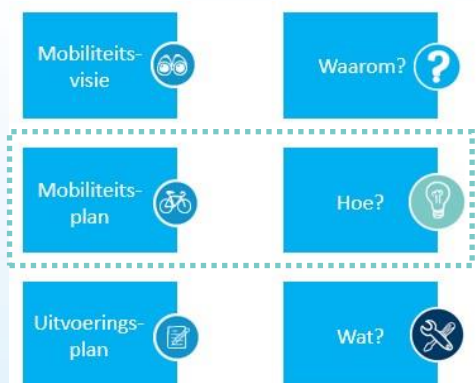 Mobiliteits-
visie
Waarom?
?
Mobiliteits-
plan
Hoe?
Uitvoerings-
plan
Wat?